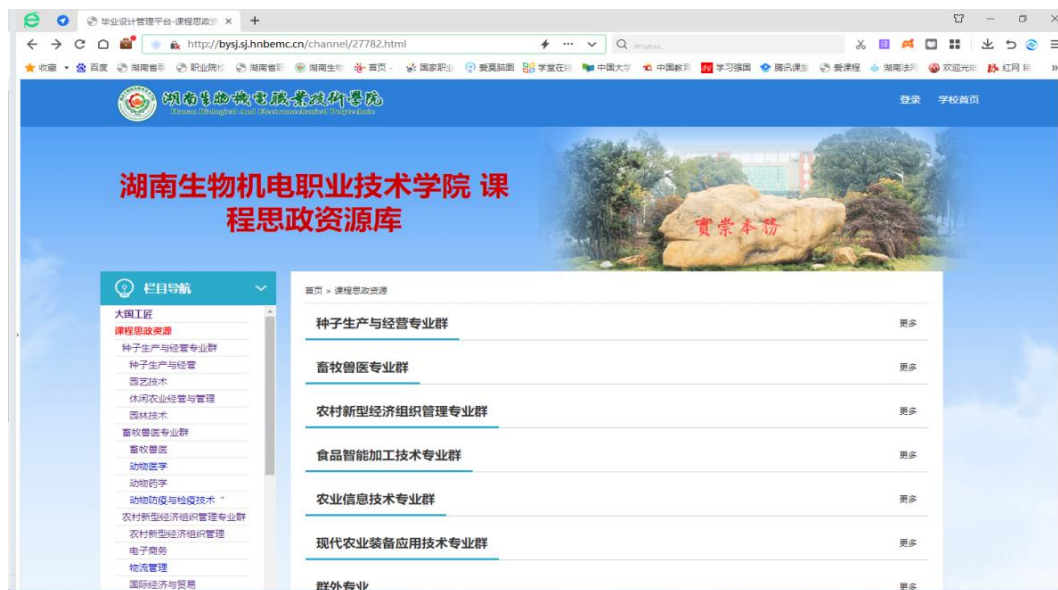 毕业设计管理平台-课程思政资
http://bysj.sj.hnbemc.cn/channel/27782.html
收藏 百度 湖南省 职业院校 湖南省 湖南生物 首页 - 国家职业 爱莫脑图 学堂在线 中国大学 中国教育 学习强国 腾讯课堂 爱课程 湖南法 欢迎光临 红网
湖南生物机电职业技术学院
Hunan Biological And Electromechanical Polytechnic
登录 学校首页
湖南生物机电职业技术学院 课
程思政资源库
實崇本務
栏目导航
大国工匠
课程思政资源
种子生产与经营专业群
种子生产与经营
园艺技术
休闲农业经营与管理
园林技术
畜牧兽医专业群
畜牧兽医
动物医学
动物药学
动物防疫与检疫技术 "
农村新型经济组织管理专业群
农村新型经济组织管理
电子商务
物流管理
国际经济与贸易
首页 > 课程思政资源
种子生产与经营专业群 更多
畜牧兽医专业群 更多
农村新型经济组织管理专业群 更多
食品智能加工技术专业群 更多
农业信息技术专业群 更多
现代农业装备应用技术专业群 更多
群外专业 更多